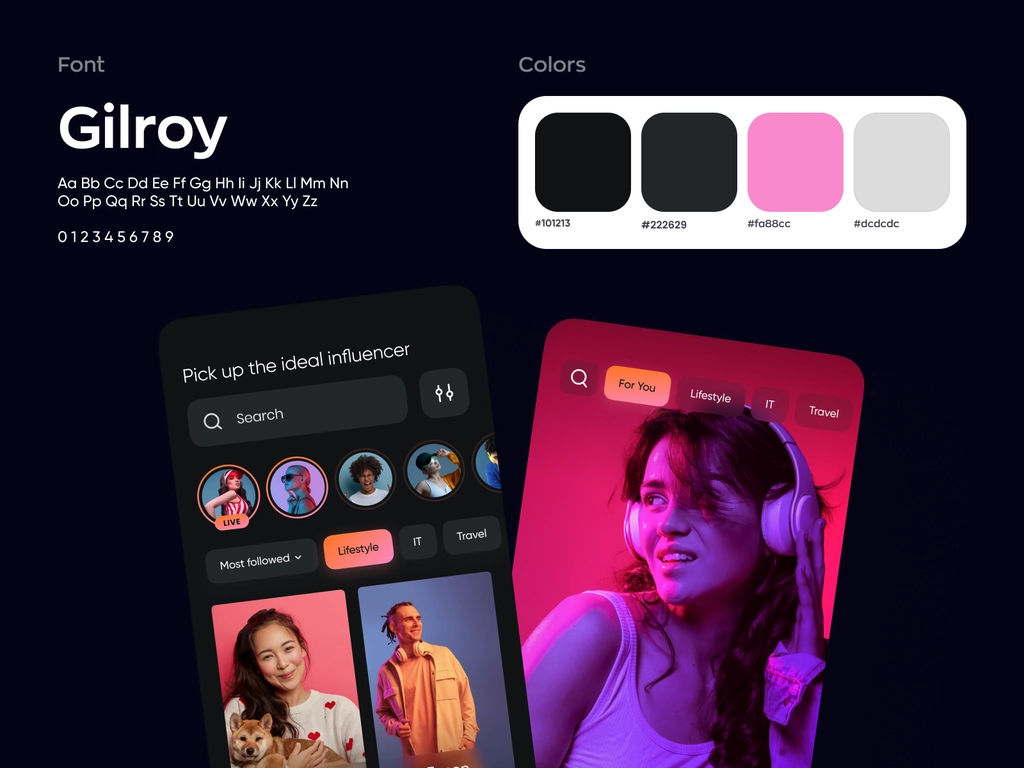 Font
Gilroy
Aa Bb Cc Dd Ee Ff Gg Hh Ii Jj Kk Ll Mm Nn
Oo Pp Qq Rr Ss Tt Uu Vv Ww Xx Yy Zz
0 1 2 3 4 5 6 7 8 9
Colors
#101213
#222629
#fa88cc
#dcdcdc
Pick up the ideal influencer
Search
LIVE
Most followed
Lifestyle
IT
Travel
For You
Lifestyle
IT
Travel